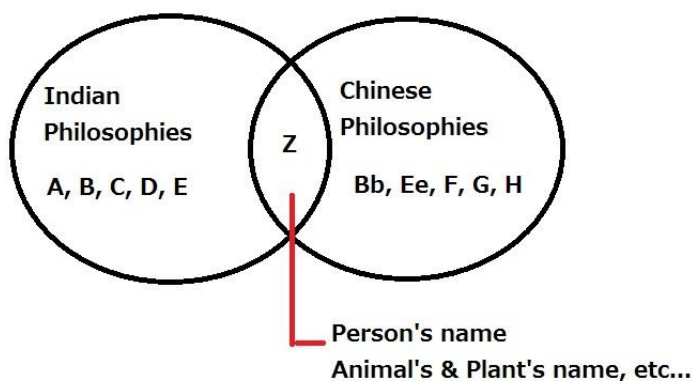 Indian
Philosophies
A, B, C, D, E
Z
Chinese
Philosophies
Bb, Ee, F, G, H
Person's name
Animal's & Plant's name, etc...